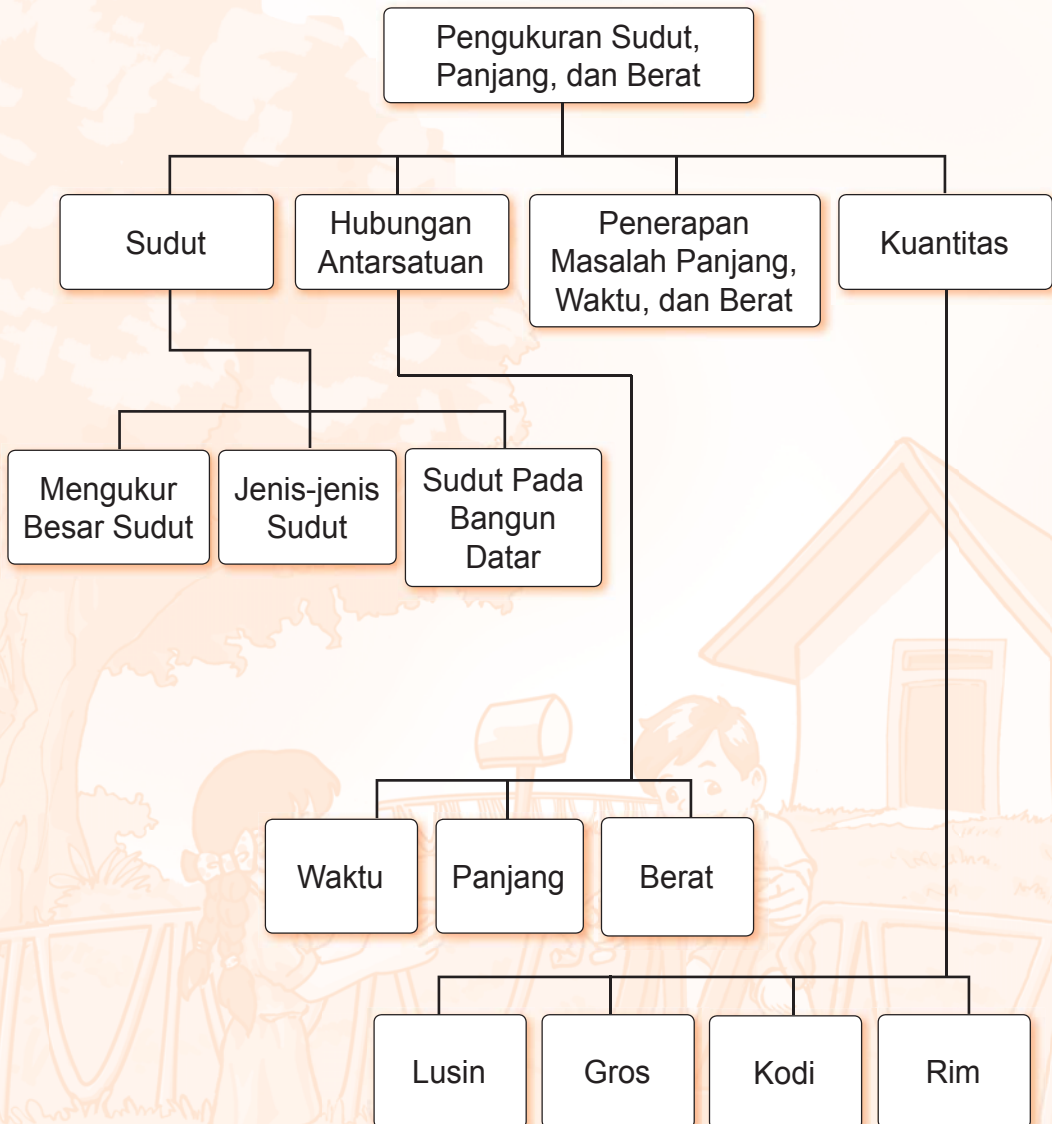 Pengukuran Sudut,
Panjang, dan Berat
Sudut
Hubungan
Antarsatuan
Penerapan
Masalah Panjang,
Waktu, dan Berat
Kuantitas
Mengukur
Besar Sudut
Jenis-jenis
Sudut
Sudut Pada
Bangun
Datar
Waktu
Panjang
Berat
Lusin
Gros
Kodi
Rim